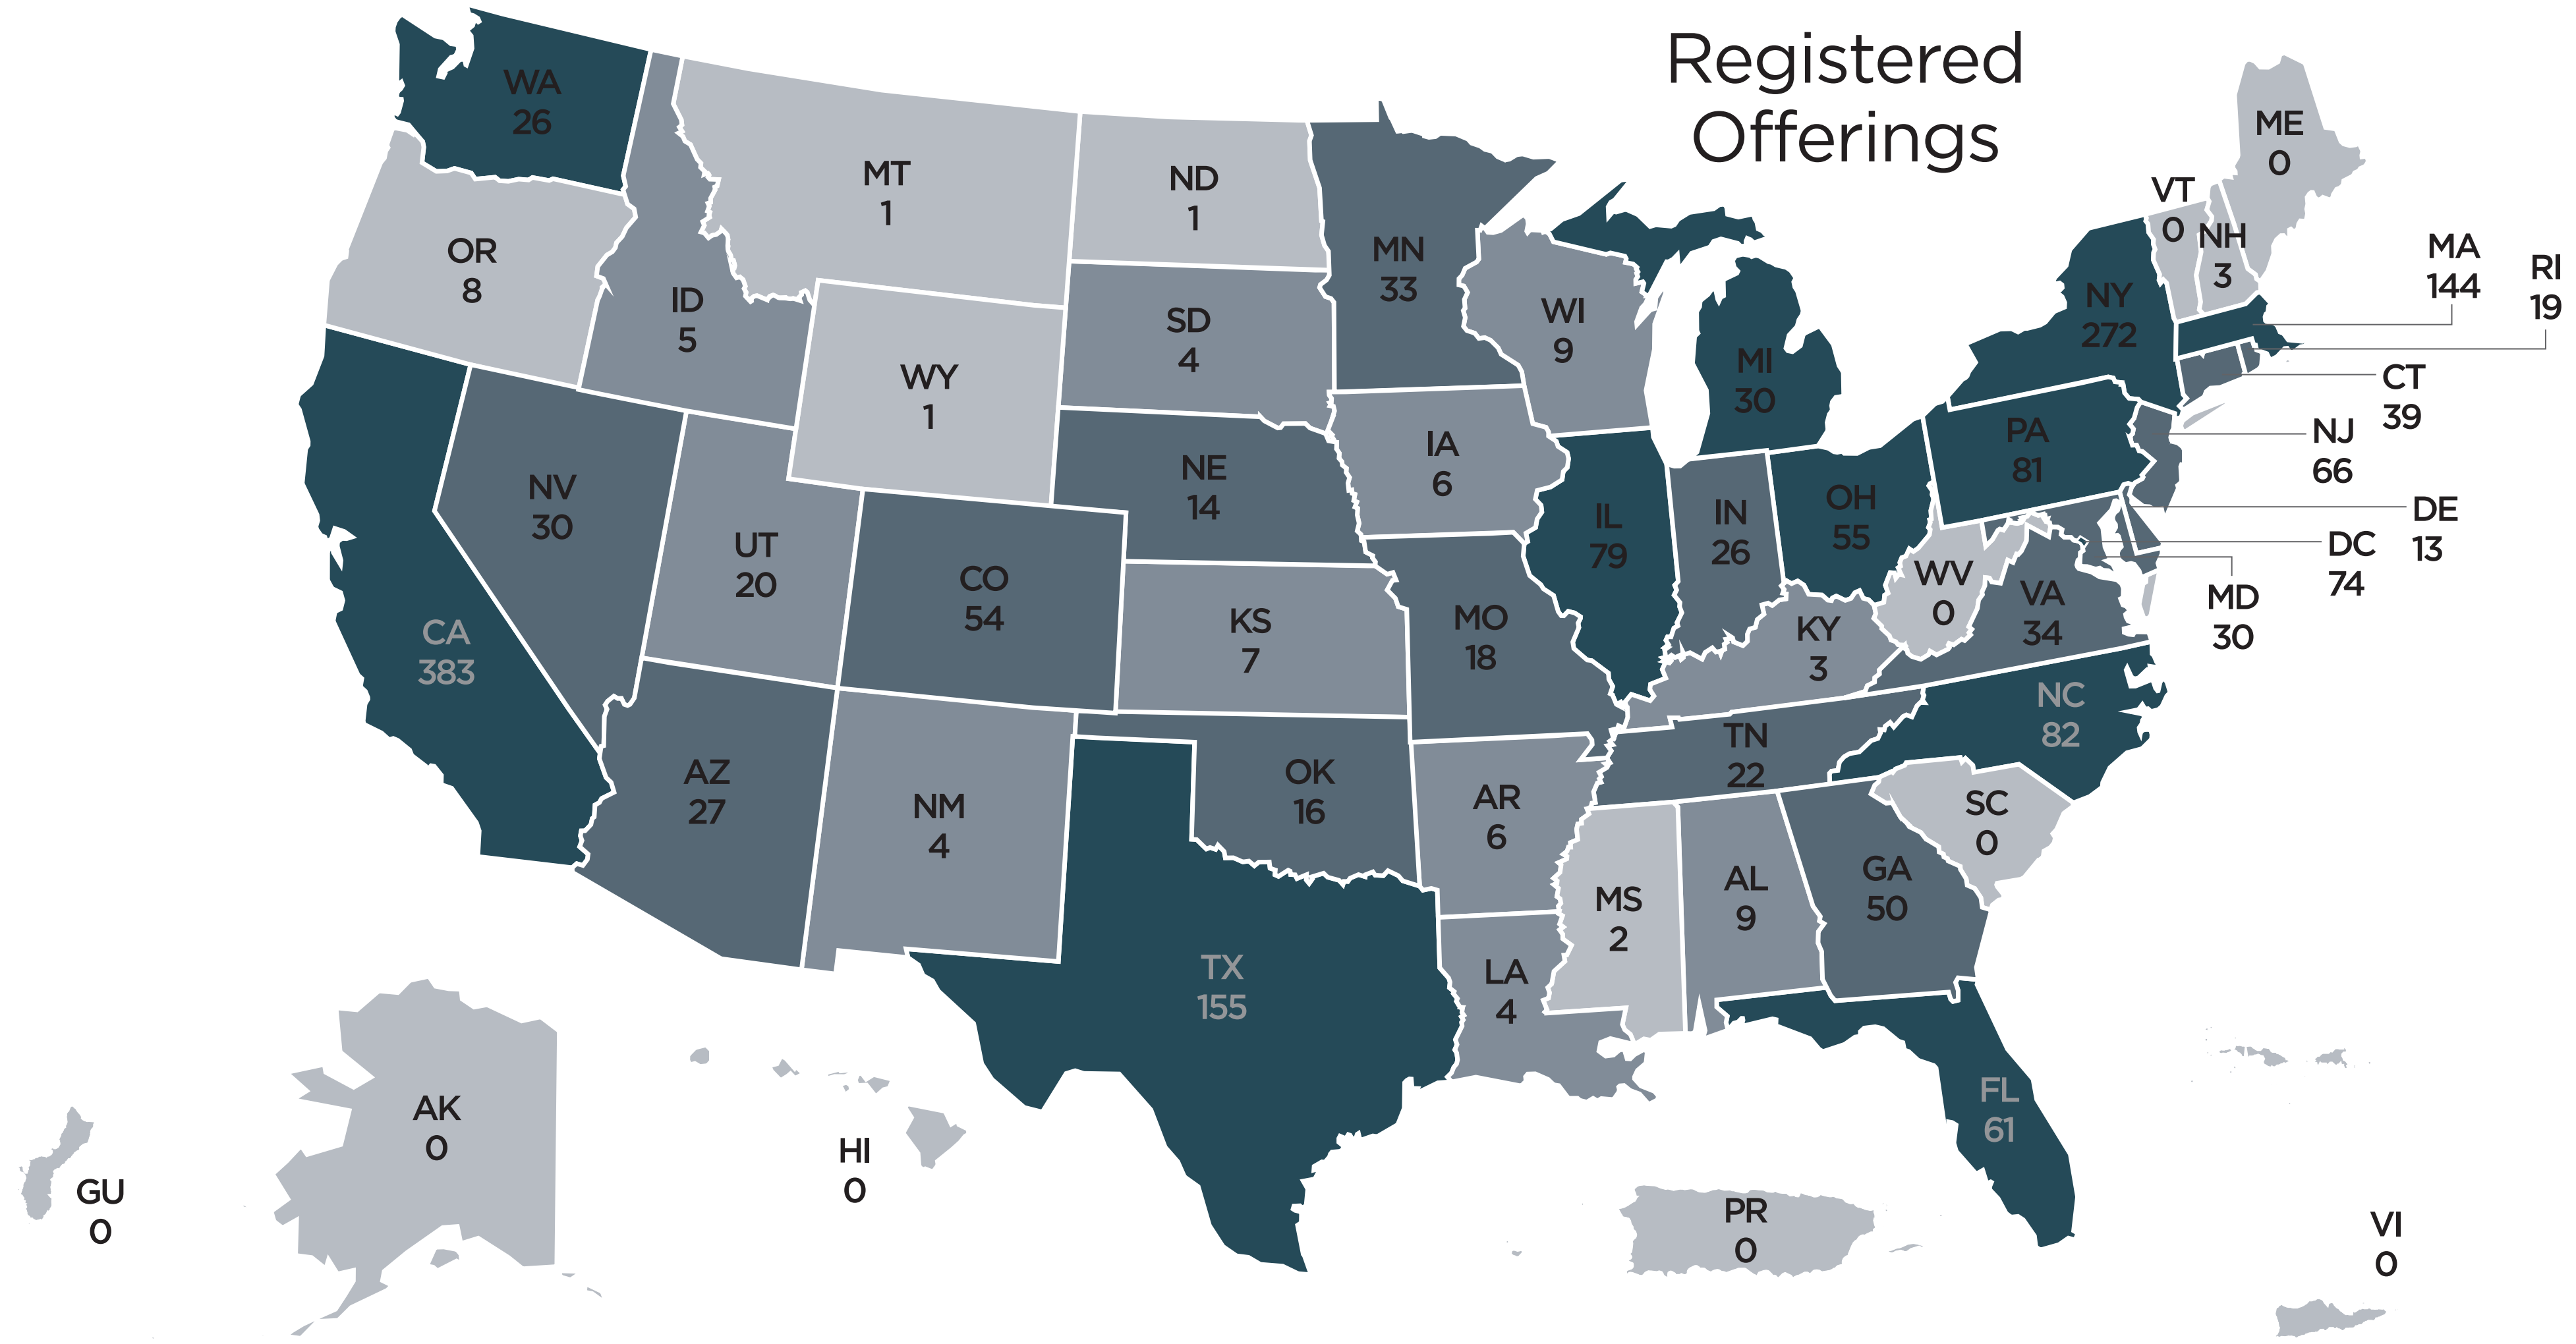 Registered
Offerings
WA
26
OR
8
CA
383
NV
30
ID
5
MT
1
WY
1
UT
20
AZ
27
CO
54
NM
4
ND
1
SD
4
NE
14
KS
7
OK
16
TX
155
MN
33
IA
6
MO
18
AR
6
LA
4
WI
9
IL
79
MI
30
IN
26
OH
55
KY
3
TN
22
MS
2
AL
9
GA
50
FL
61
SC
0
NC
82
VA
34
WV
0
PA
81
NY
272
VT
0
NH
3
ME
0
MA
144
RI
19
CT
39
NJ
66
DE
13
DC
74
MD
30
GU
0
AK
0
HI
0
PR
0
VI
0